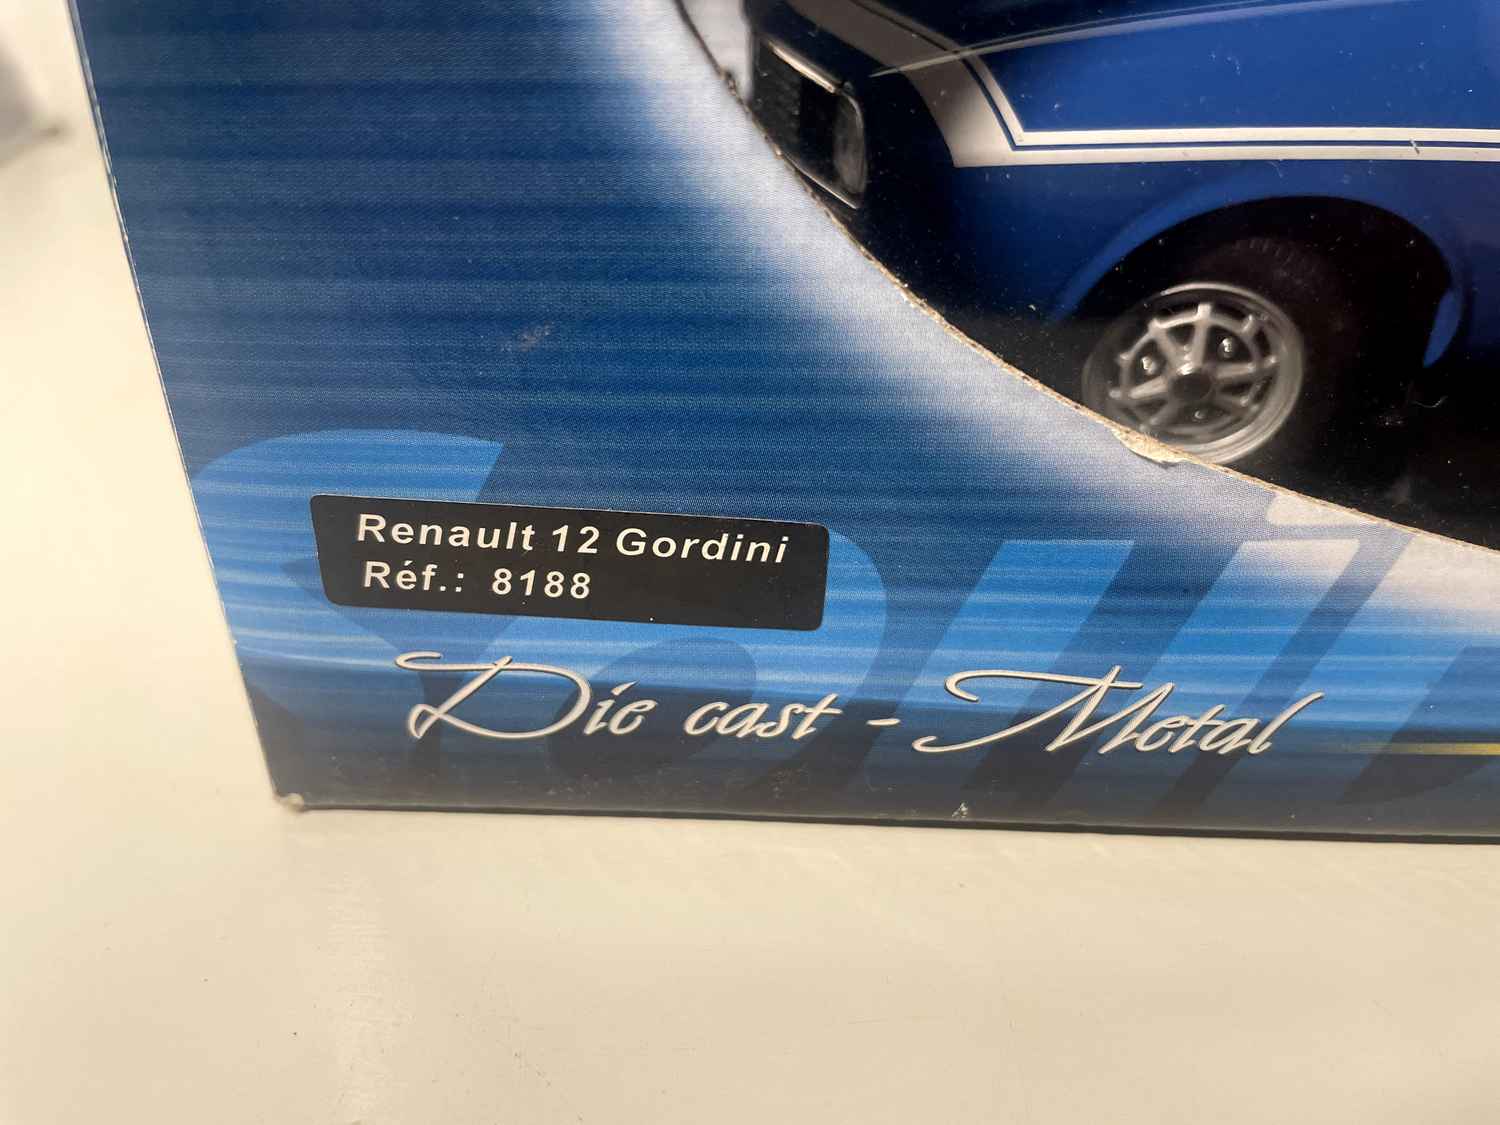 Renault 12 Gordini
Réf.: 8188
Die cast - Metal